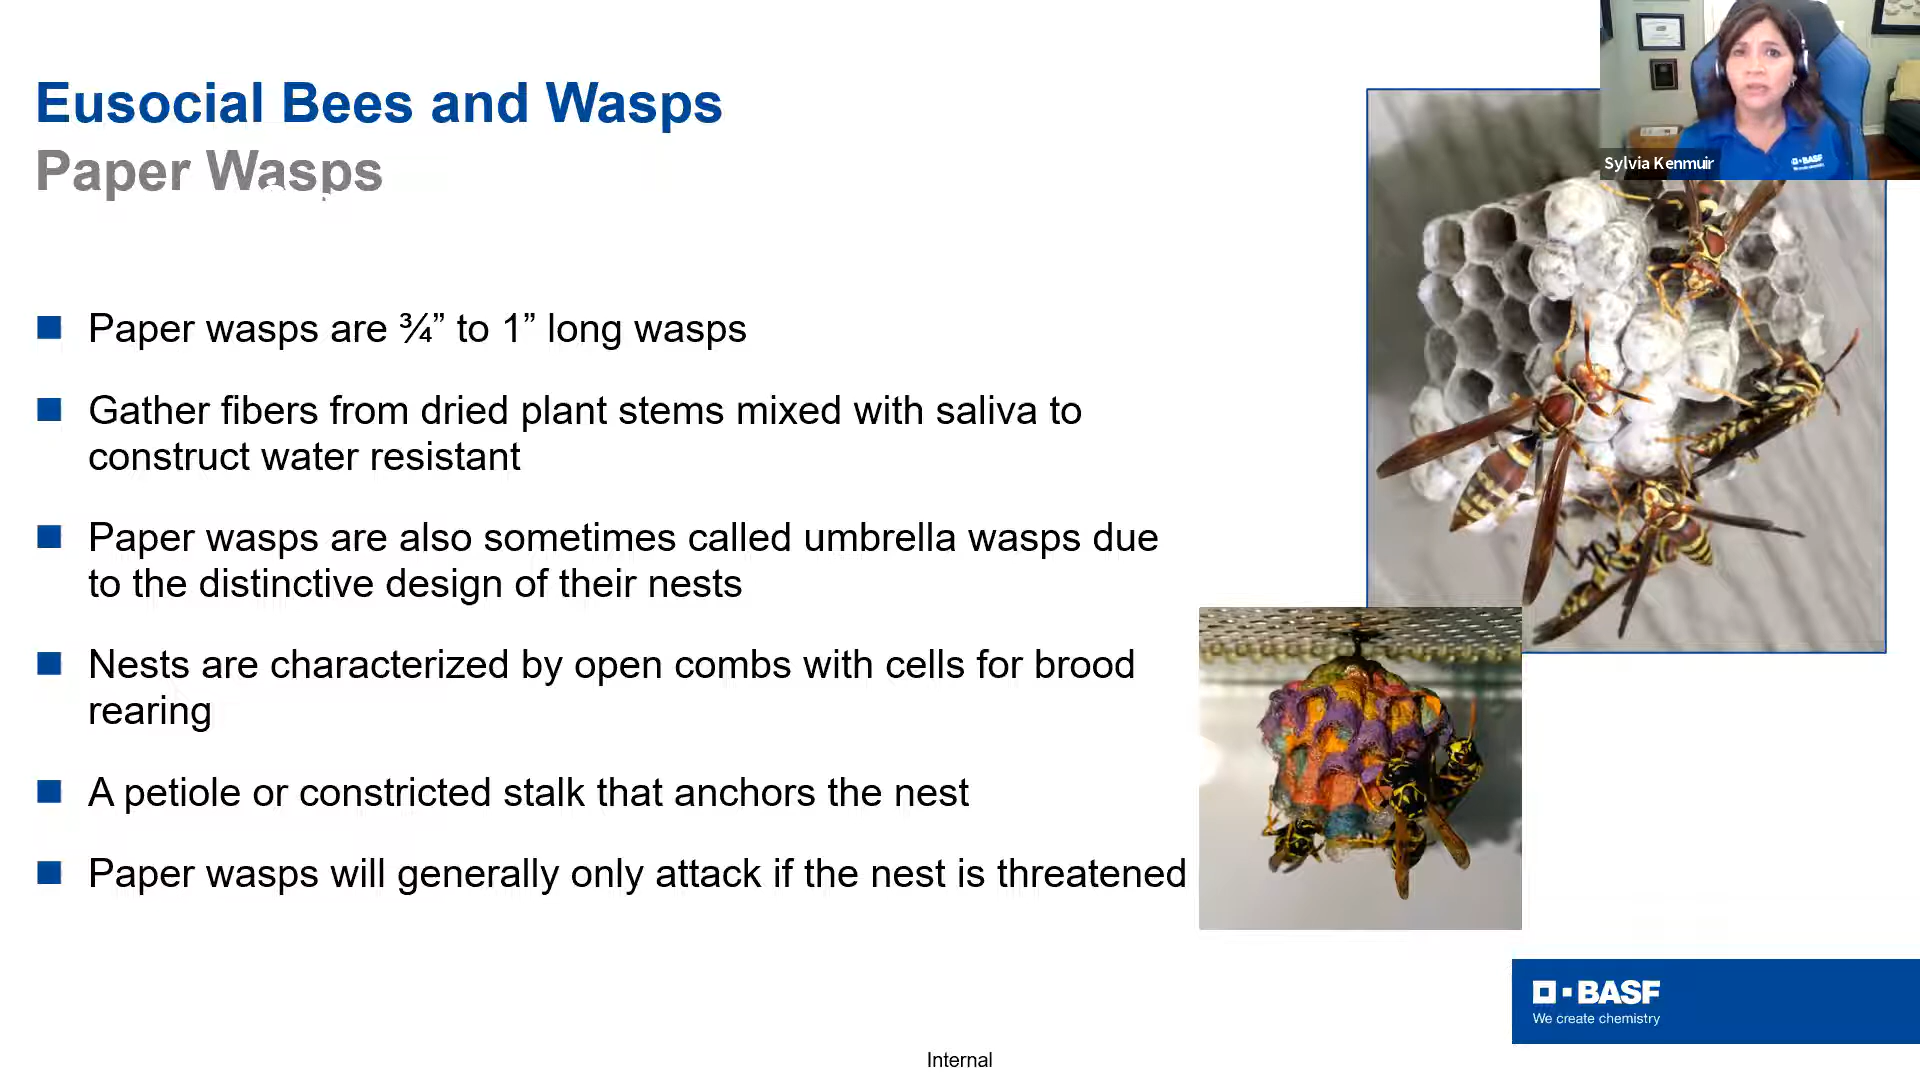 Eusocial Bees and Wasps
Paper Wasps
Sylvia Kenmuir
■ Paper wasps are ¾” to 1” long wasps
■ Gather fibers from dried plant stems mixed with saliva to
construct water resistant
■ Paper wasps are also sometimes called umbrella wasps due
to the distinctive design of their nests
■ Nests are characterized by open combs with cells for brood
rearing
■ A petiole or constricted stalk that anchors the nest
■ Paper wasps will generally only attack if the nest is threatened
BASF
BASF
We create chemistry
Internal